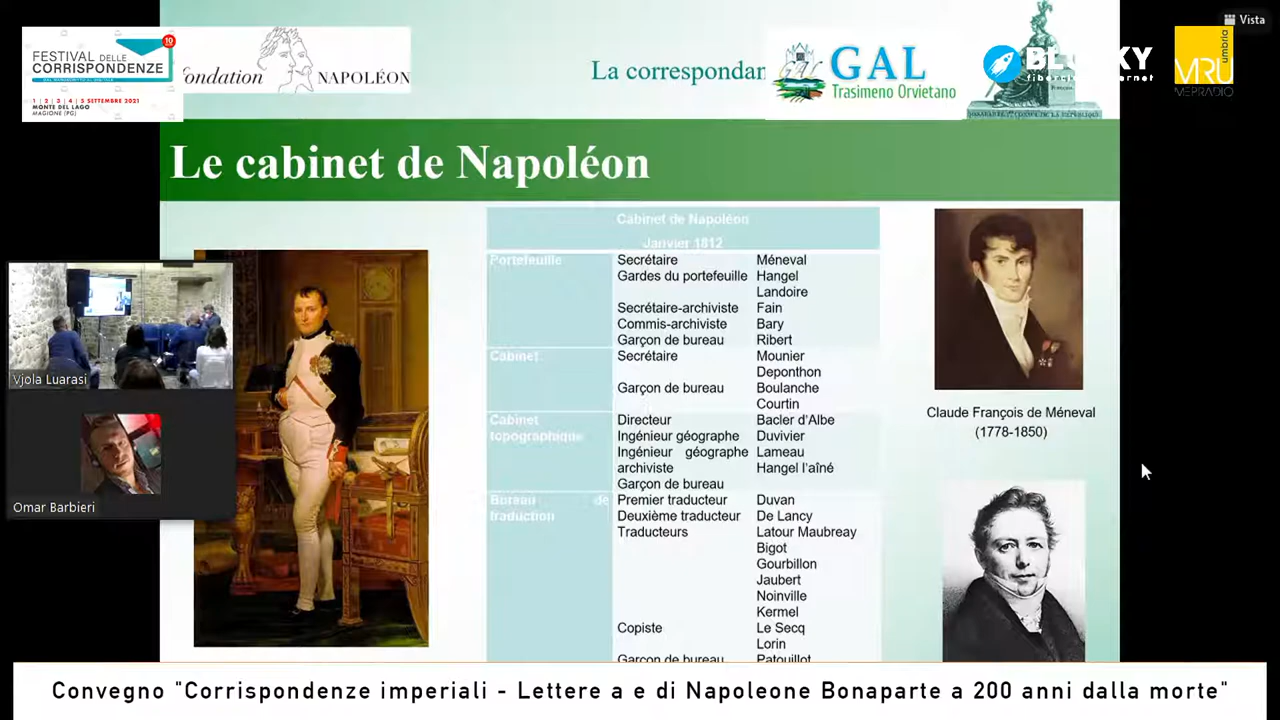 Vista
FESTIVAL DELLE
CORRISPONDENZE
10
1 | 2 | 3 | 4 | 5 SETTEMBRE 2021
MONTE DEL LAGO
MAGIONE (PG)
fondation NAPOLÉON
La correspondan
GAL
Trasimeno Orvietano
umbria
MRU
MEPRADIO
Le cabinet de Napoléon
Cabinet de Napoléon
Janvier 1812
Portefeuille Secrétaire Méneval
Gardes du portefeuille Hangel
Landoire
Secrétaire-archiviste Fain
Commis-archiviste Bary
Garçon de bureau Ribert
Cabinet Secrétaire Mounier
Deponthon
Garçon de bureau Boulanche
Courtin
Cabinet Directeur Bacler d'Albe
topographique Ingénieur géographe Duvivier
Ingénieur géographe Lameau
archiviste Hangel l'aîné
Garçon de bureau
Bureau de traduction Premier traducteur Duvan
Deuxième traducteur De Lancy
Traducteurs Latour Maubreay
Bigot
Gourbillon
Jaubert
Noinville
Kermel
Copiste Le Secq
Lorin
Garçon de bureau Patouillot
Claude François de Méneval
(1778-1850)
Vjola Luarasi
Omar Barbieri
Convegno "Corrispondenze imperiali - Lettere a e di Napoleone Bonaparte a 200 anni dalla morte"